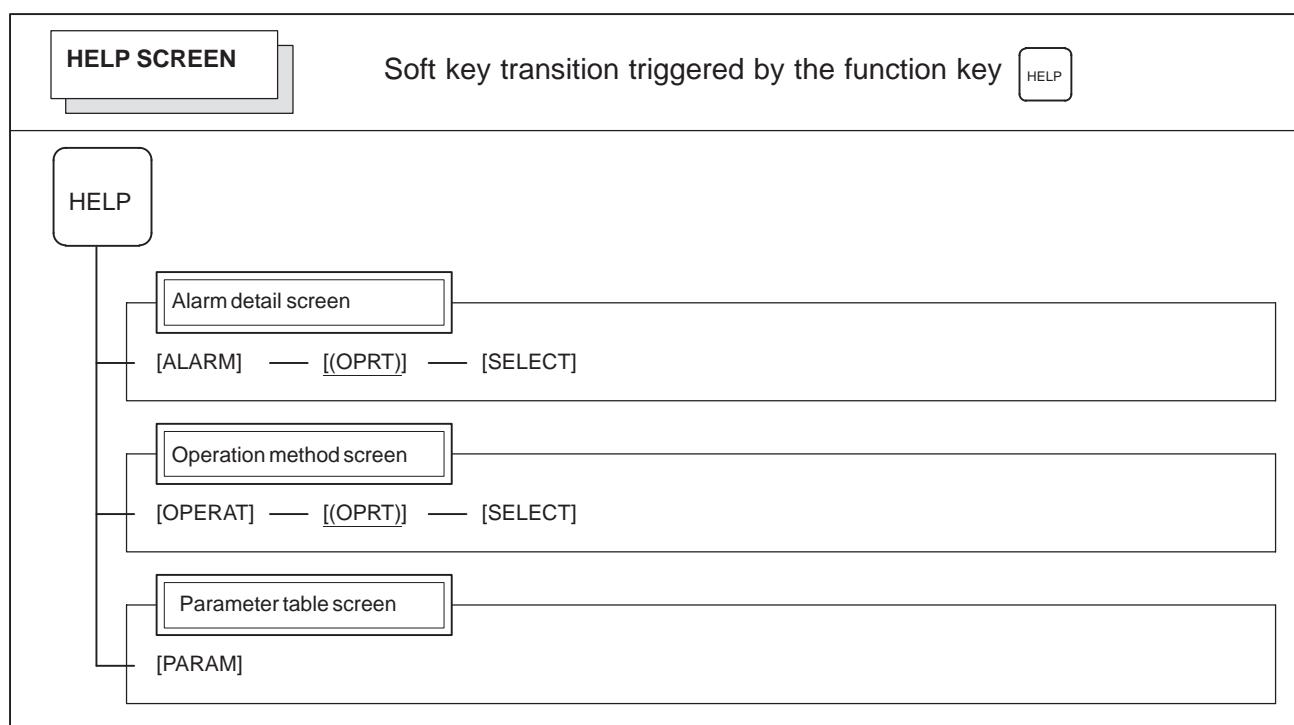 HELP SCREEN
Soft key transition triggered by the function key HELP
HELP
Alarm detail screen
[ALARM] [(OPRT)] [SELECT]
Operation method screen
[OPERAT] [(OPRT)] [SELECT]
Parameter table screen
[PARAM]